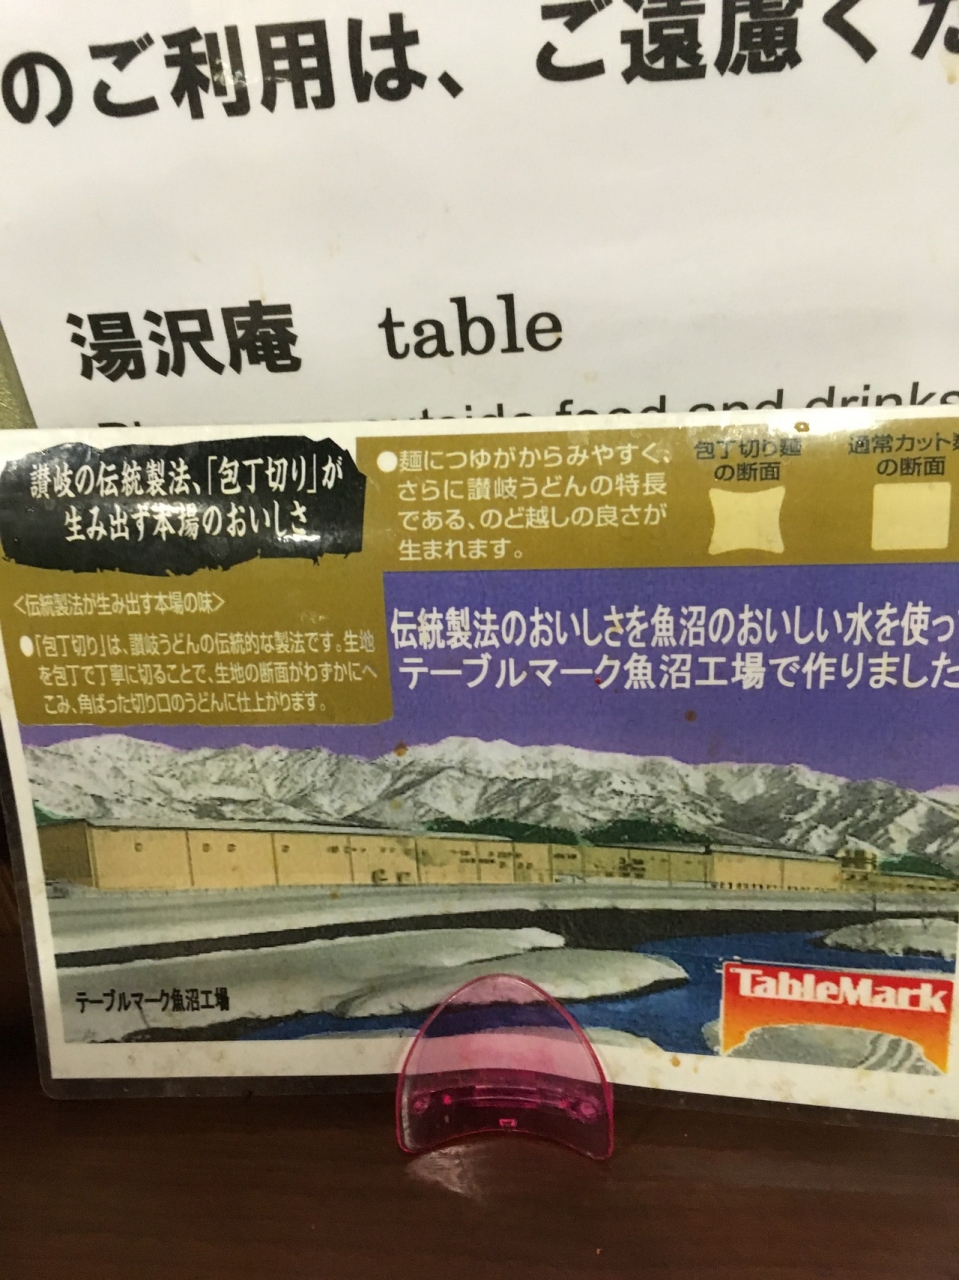 のご利用は、ご遠慮くだ
湯沢庵 table
outside food and drinks
讃岐の伝統製法、「包丁切り」が
生み出す本場のおいしさ
<伝統製法が生み出す本場の味>
●「包丁切り」は、讃岐うどんの伝統的な製法です。生地
を包丁で丁寧に切ることで、生地の断面がわずかにへ
こみ、角ばった切り口のうどんに仕上がります。
●麺につゆがからみやすく、
さらに讃岐うどんの特長
である、のど越しの良さが
生まれます。
包丁切り麺
の断面
通常カット麺
の断面
伝統製法のおいしさを魚沼のおいしい水を使っ
テーブルマーク魚沼工場で作りました
テーブルマーク魚沼工場
TableMark